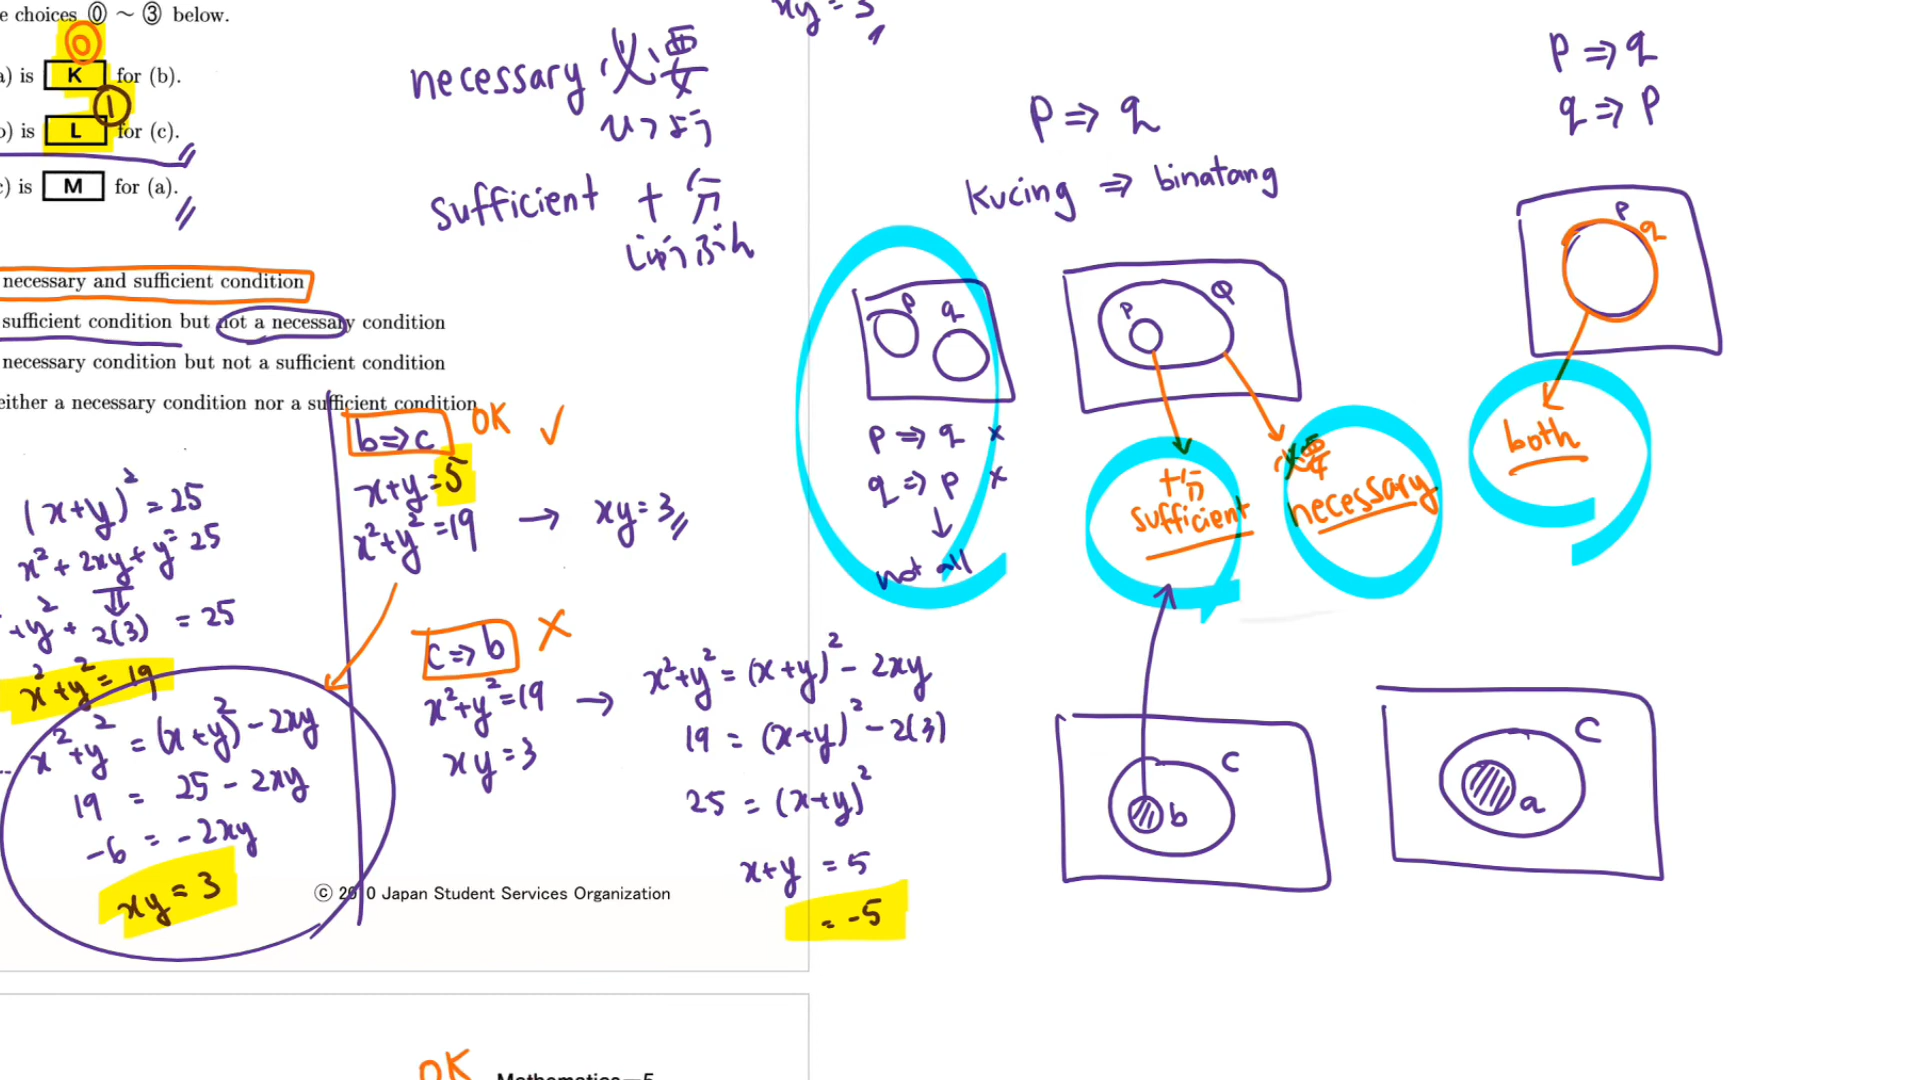 e choices ⓪ ~ ③ below.
0
a) is K for (b).
1
b) is L for (c).
c) is M for (a).
necessary and sufficient condition
sufficient condition but not a necessary condition
necessary condition but not a sufficient condition
either a necessary condition nor a sufficient condition
(x+y)² = 25
x² + 2xy + y² = 25
+y² + 2(3) = 25
x² + y² = 19
x² + y² = (x+y)² - 2xy
19 = 25 - 2xy
-6 = -2xy
xy = 3
b ⇒ c OK ✓
x+y = 5
x²+y² = 19 → xy = 3
c ⇒ b ×
x²+y² = 19 →
xy = 3
x²+y² = (x+y)² - 2xy
19 = (x+y)² - 2(3)
25 = (x+y)²
x+y = 5
= -5
© 2010 Japan Student Services Organization
OK
Mathematics-5
xy = 3
necessary 必要
ひつよう
sufficient 十分
じゅうぶん
P ⇒ q
kucing ⇒ binatang
P ⇒ q
q ⇒ P
P q
P ⇒ q ×
q ⇒ P ×
↓
not all
P Q
十分
sufficient
必要
necessary
P q
both
b c
a c